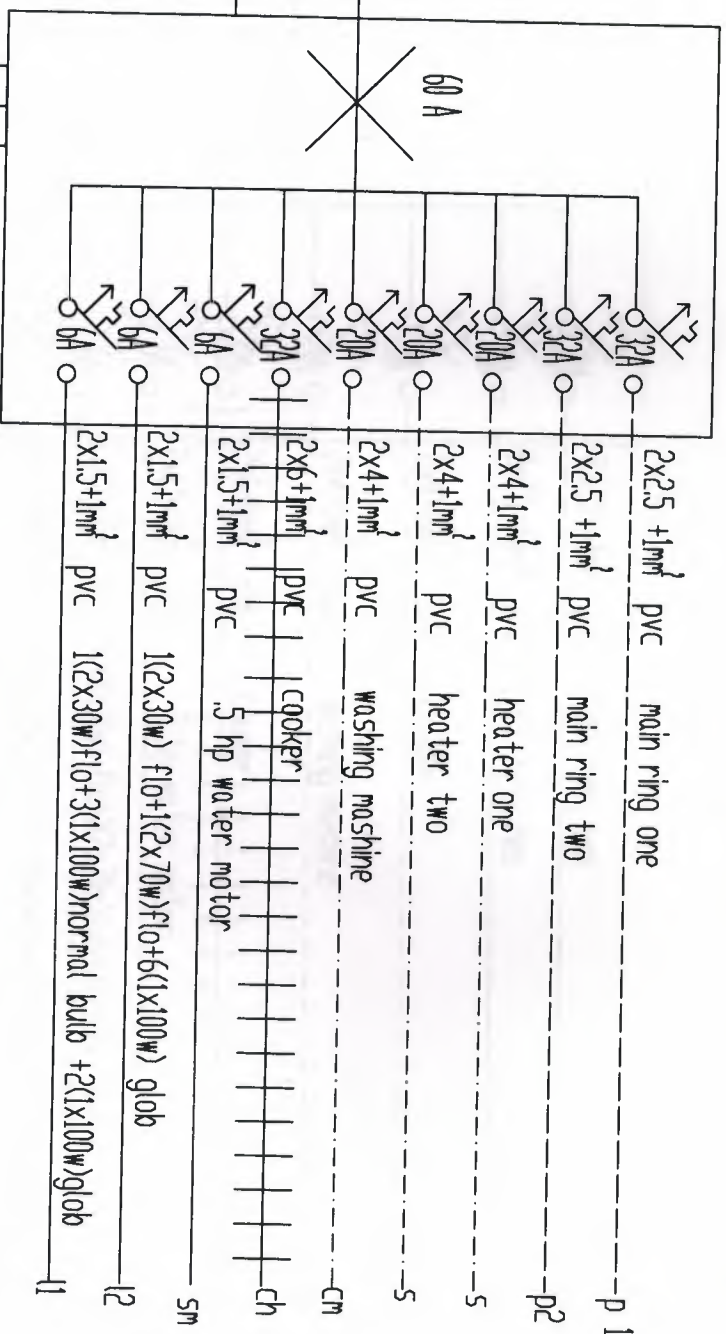 60 A
32A 2x2.5 +1mm² pvc main ring one p 1
32A 2x2.5 +1mm² pvc main ring two p2
20A 2x4+1mm² pvc heater one s
20A 2x4+1mm² pvc heater two s
20A 2x4+1mm² pvc washing mashine cm
32A 2x6+1mm² pvc cooker ch
6A 2x1.5+1mm² pvc .5 hp water motor sm
6A 2x1.5+1mm² pvc 1(2x30w) flo+1(2x70w)flo+6(1x100w) glob l2
6A 2x1.5+1mm² pvc 1(2x30w)flo+3(1x100w)normal bulb +2(1x100w)glob l1